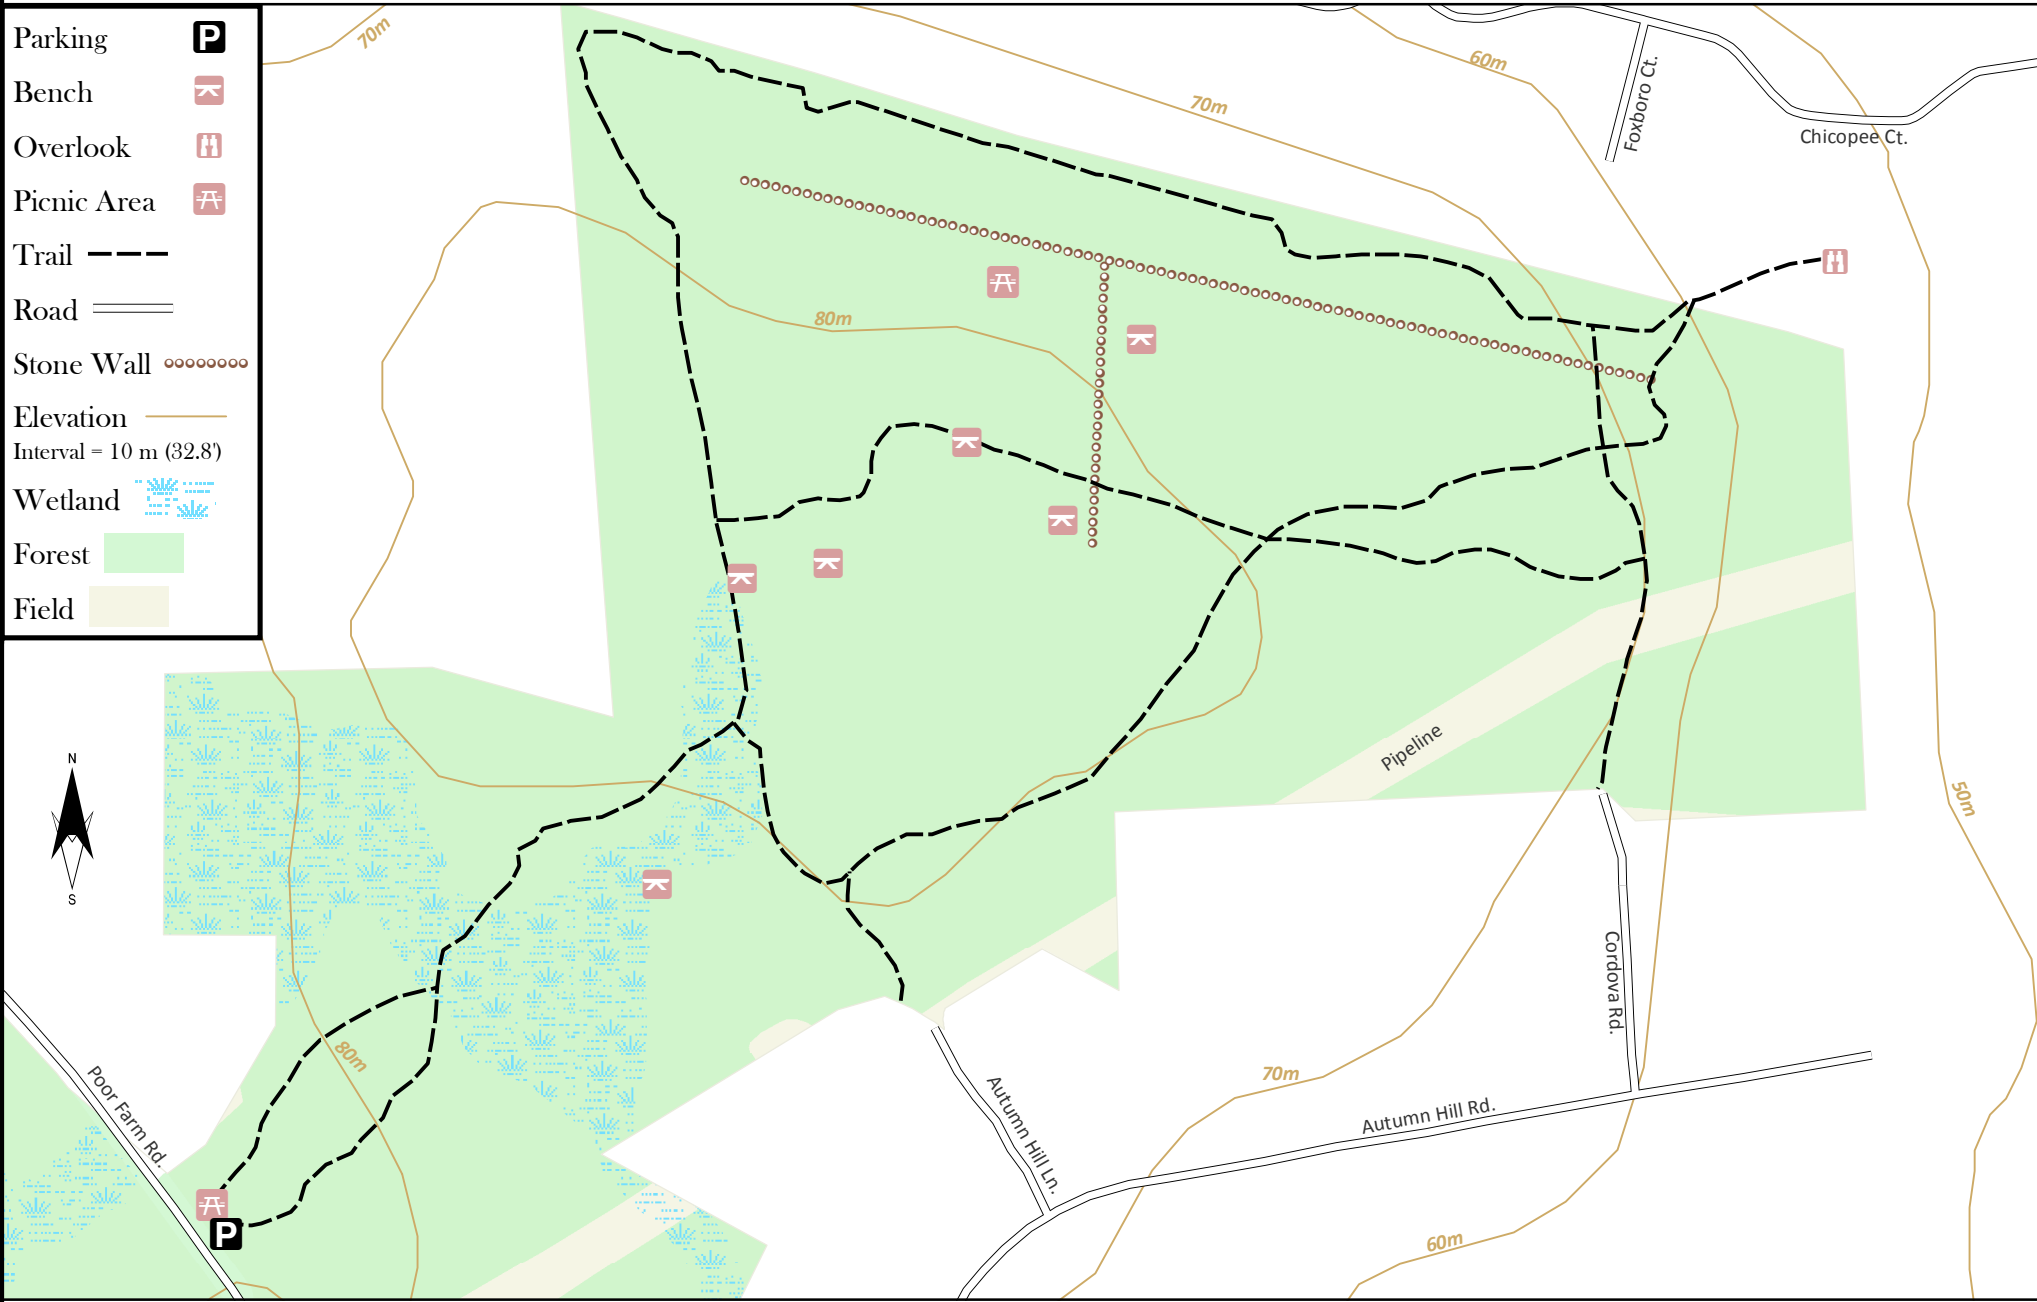 Parking P
Bench
Overlook
Picnic Area
Trail
Road
Stone Wall
Elevation
Interval = 10 m (32.8')
Wetland
Forest
Field
70m
60m
70m
Foxboro Ct.
Chicopee Ct.
80m
Pipeline
50m
N
S
Cordova Rd.
80m
Poor Farm Rd.
70m
Autumn Hill Ln.
Autumn Hill Rd.
P
60m